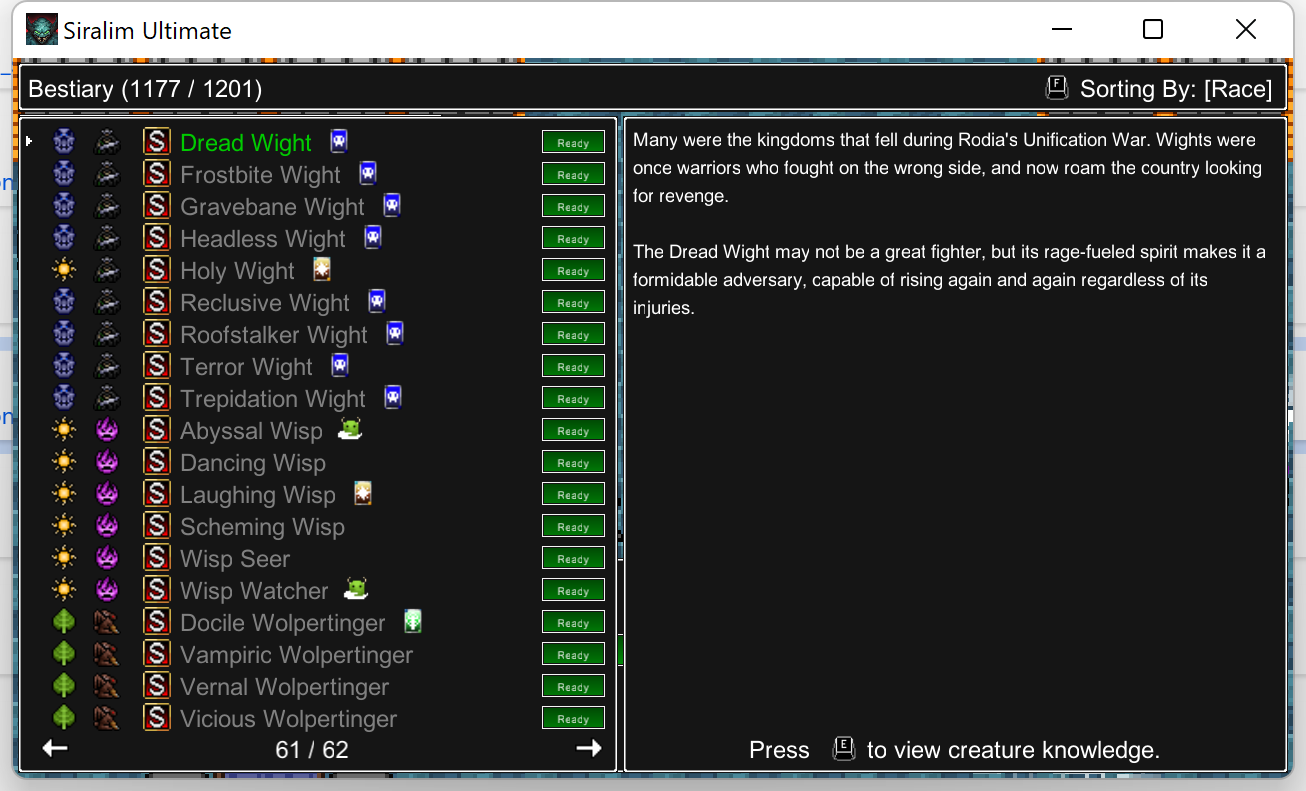 Siralim Ultimate
Bestiary (1177 / 1201)
F Sorting By: [Race]
S Dread Wight Ready
S Frostbite Wight Ready
S Gravebane Wight Ready
S Headless Wight Ready
S Holy Wight Ready
S Reclusive Wight Ready
S Roofstalker Wight Ready
S Terror Wight Ready
S Trepidation Wight Ready
S Abyssal Wisp Ready
S Dancing Wisp Ready
S Laughing Wisp Ready
S Scheming Wisp Ready
S Wisp Seer Ready
S Wisp Watcher Ready
S Docile Wolpertinger Ready
S Vampiric Wolpertinger Ready
S Vernal Wolpertinger Ready
S Vicious Wolpertinger Ready
61 / 62
Many were the kingdoms that fell during Rodia's Unification War. Wights were
once warriors who fought on the wrong side, and now roam the country looking
for revenge.
The Dread Wight may not be a great fighter, but its rage-fueled spirit makes it a
formidable adversary, capable of rising again and again regardless of its
injuries.
Press E to view creature knowledge.